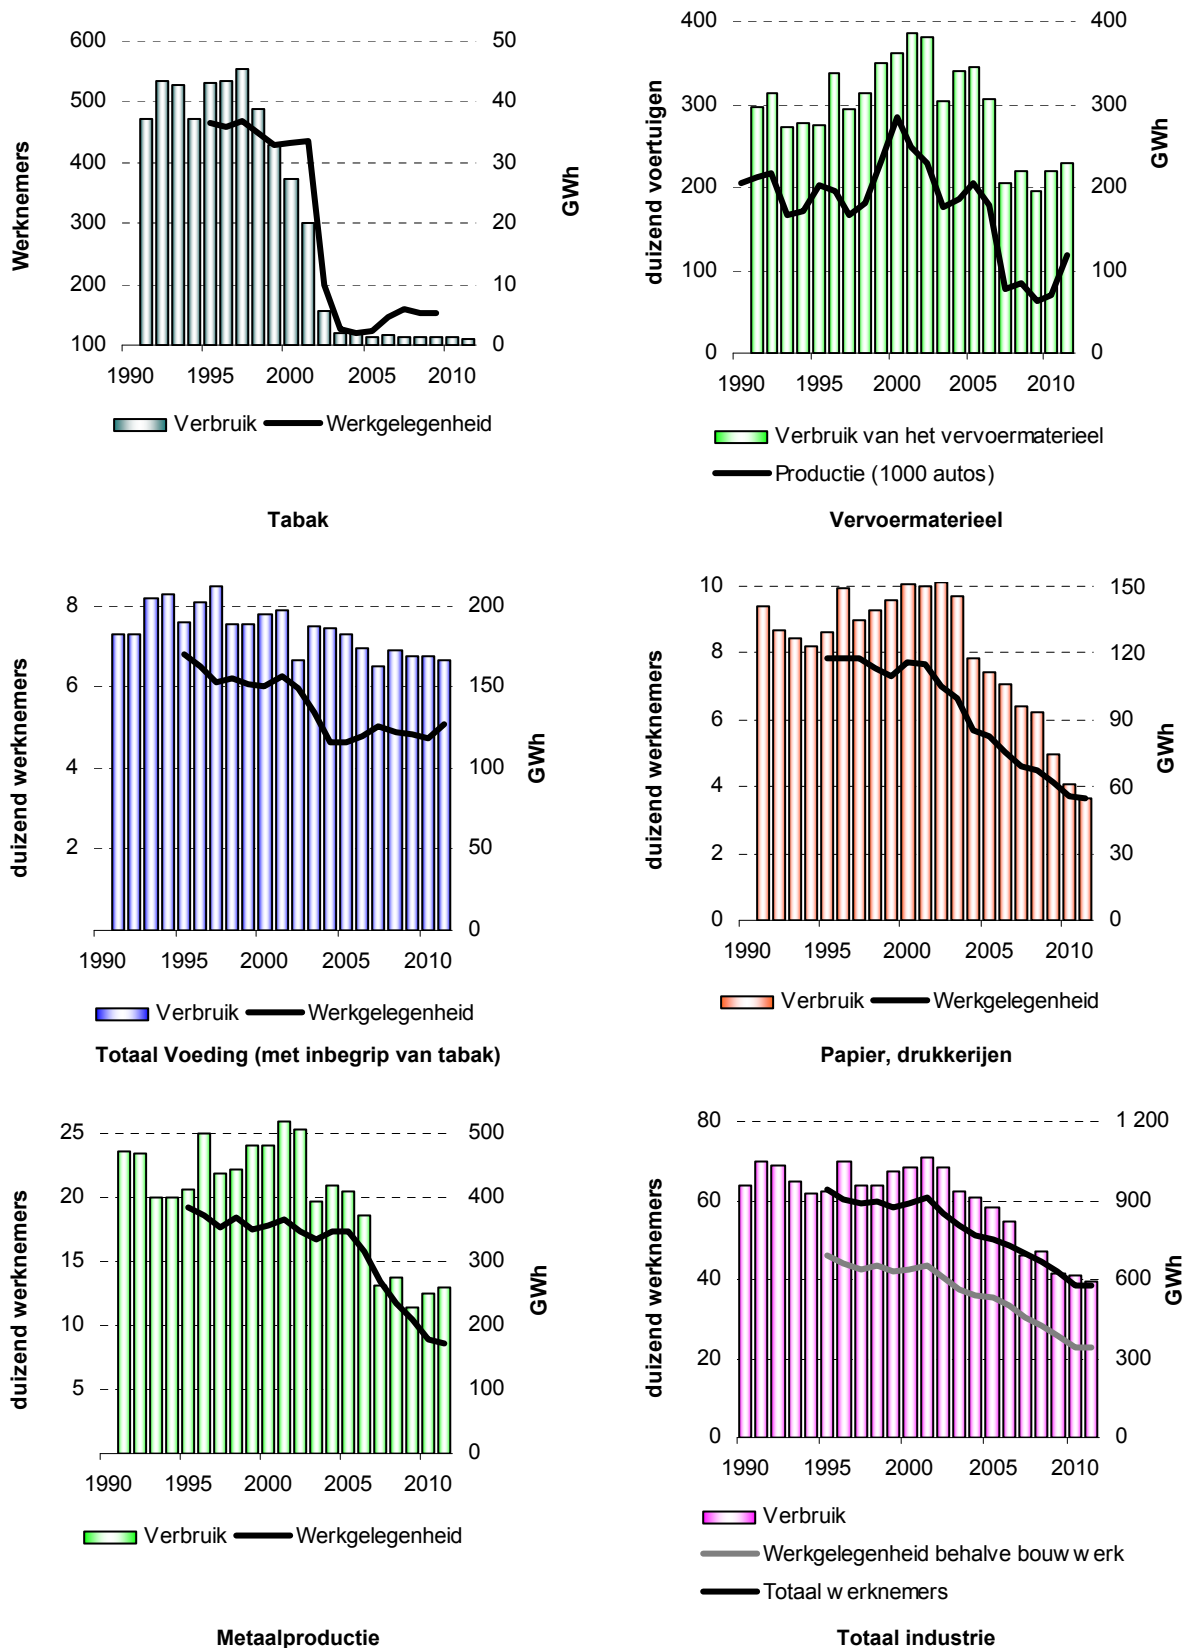 600
500
400
300
200
100
Werknemers
50
40
30
20
10
0
GWh
1990 1995 2000 2005 2010
Verbruik Werkgelegenheid
Tabak
400
300
200
100
0
duizend voertuigen
400
300
200
100
0
GWh
1990 1995 2000 2005 2010
Verbruik van het vervoermaterieel
Productie (1000 autos)
Vervoermaterieel
8
6
4
2
duizend werknemers
200
150
100
50
0
GWh
1990 1995 2000 2005 2010
Verbruik Werkgelegenheid
Totaal Voeding (met inbegrip van tabak)
10
8
6
4
2
0
duizend werknemers
150
120
90
60
30
0
GWh
1990 1995 2000 2005 2010
Verbruik Werkgelegenheid
Papier, drukkerijen
25
20
15
10
5
duizend werknemers
500
400
300
200
100
0
GWh
1990 1995 2000 2005 2010
Verbruik Werkgelegenheid
Metaalproductie
80
60
40
20
0
duizend werknemers
1 200
900
600
300
0
GWh
1990 1995 2000 2005 2010
Verbruik
Werkgelegenheid behalve bouwwerk
Totaal werknemers
Totaal industrie